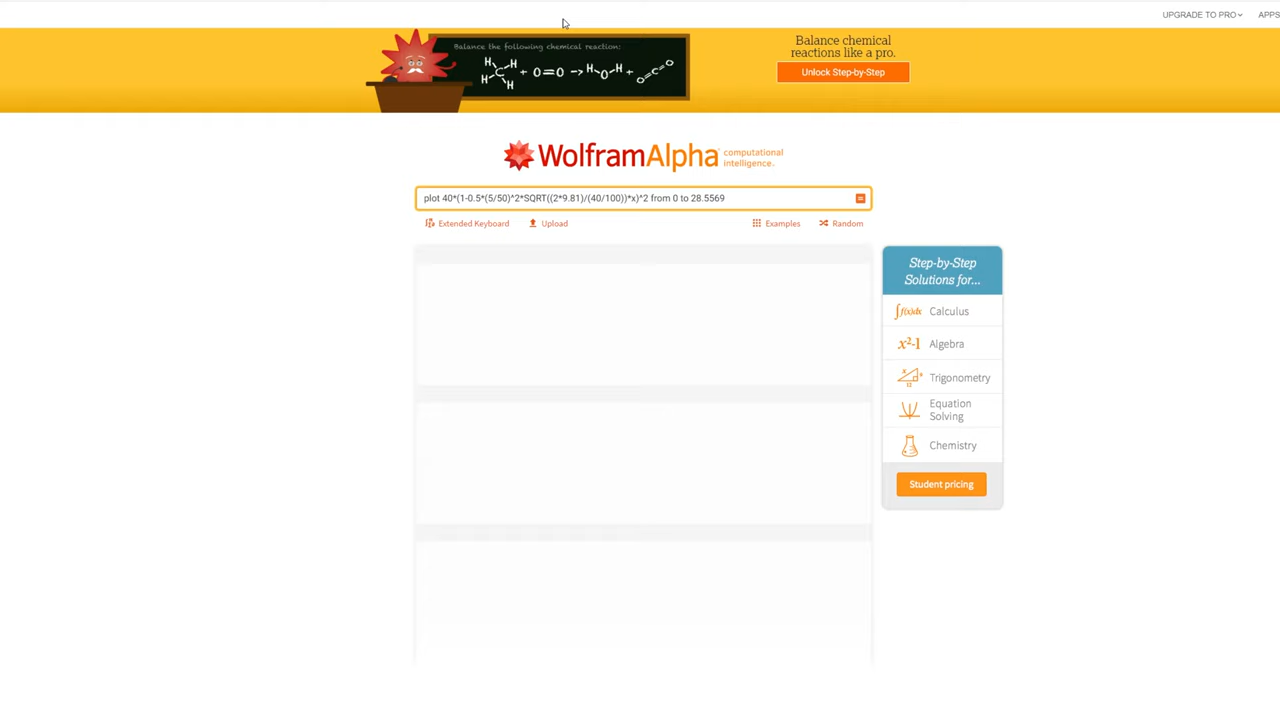 UPGRADE TO PRO
APPS
Balance the following chemical reaction:
H H C H H + O=O → H O H + O=C=O
Balance chemical
reactions like a pro.
Unlock Step-by-Step
WolframAlpha computational intelligence.
plot 40*(1-0.5*(5/50)^2*SQRT((2*9.81)/(40/100))*x)^2 from 0 to 28.5569
Extended Keyboard
Upload
Examples
Random
Step-by-Step
Solutions for...
∫f(x)dx Calculus
x²-1 Algebra
Trigonometry
Equation
Solving
Chemistry
Student pricing